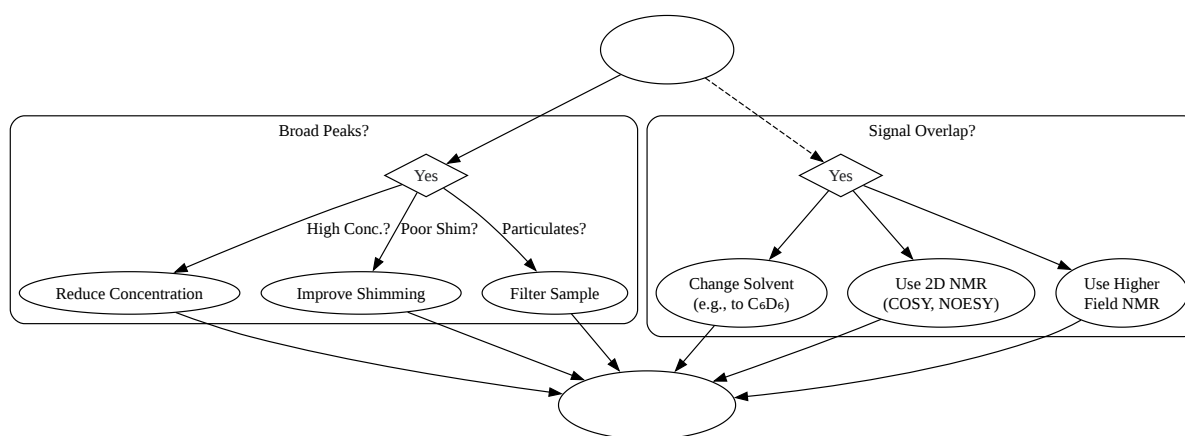 Broad Peaks?
Signal Overlap?
Yes
Yes
High Conc.?
Poor Shim?
Particulates?
Reduce Concentration
Improve Shimming
Filter Sample
Change Solvent
(e.g., to C₆D₆)
Use 2D NMR
(COSY, NOESY)
Use Higher
Field NMR